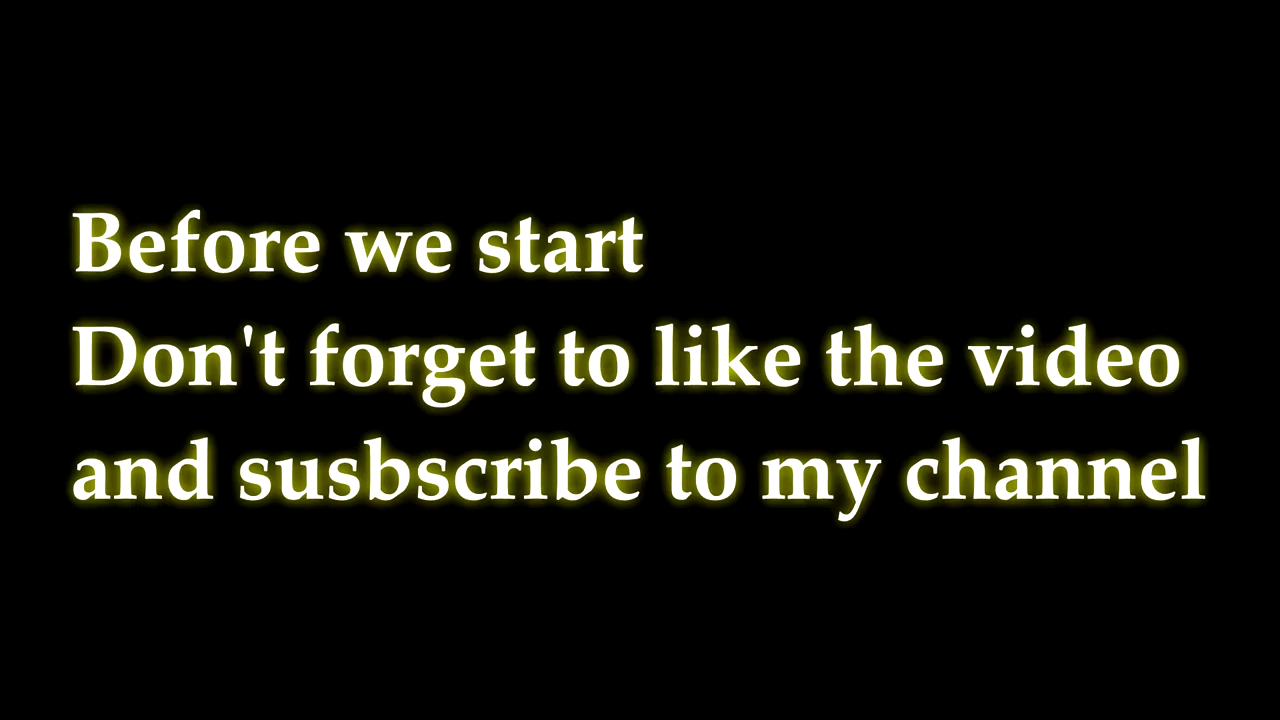 Before we start
Don't forget to like the video
and susbscribe to my channel